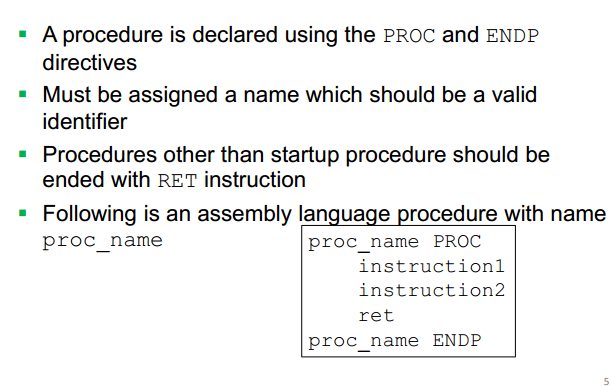 ▪ A procedure is declared using the PROC and ENDP
directives
▪ Must be assigned a name which should be a valid
identifier
▪ Procedures other than startup procedure should be
ended with RET instruction
▪ Following is an assembly language procedure with name
proc_name
proc_name PROC
    instruction1
    instruction2
    ret
proc_name ENDP
5